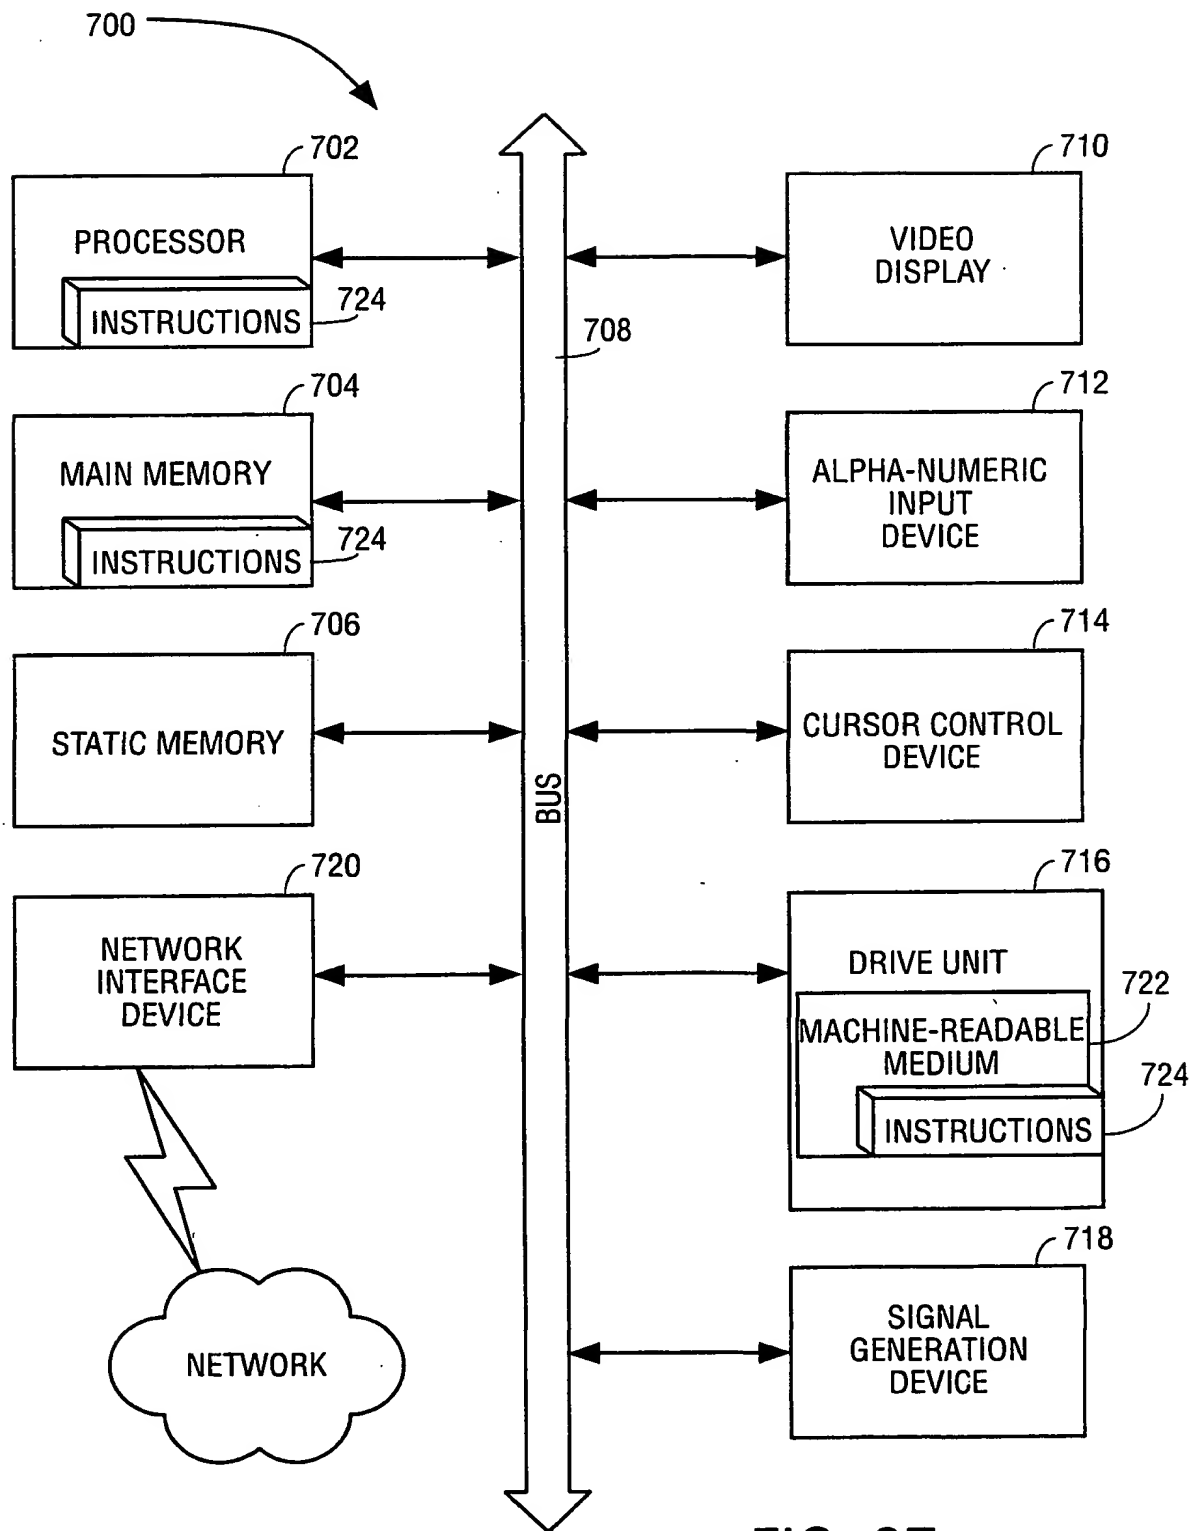 700
702
PROCESSOR
INSTRUCTIONS
724
704
MAIN MEMORY
INSTRUCTIONS
724
706
STATIC MEMORY
720
NETWORK
INTERFACE
DEVICE
NETWORK
708
BUS
710
VIDEO
DISPLAY
712
ALPHA-NUMERIC
INPUT
DEVICE
714
CURSOR CONTROL
DEVICE
716
DRIVE UNIT
722
MACHINE-READABLE
MEDIUM
724
INSTRUCTIONS
718
SIGNAL
GENERATION
DEVICE